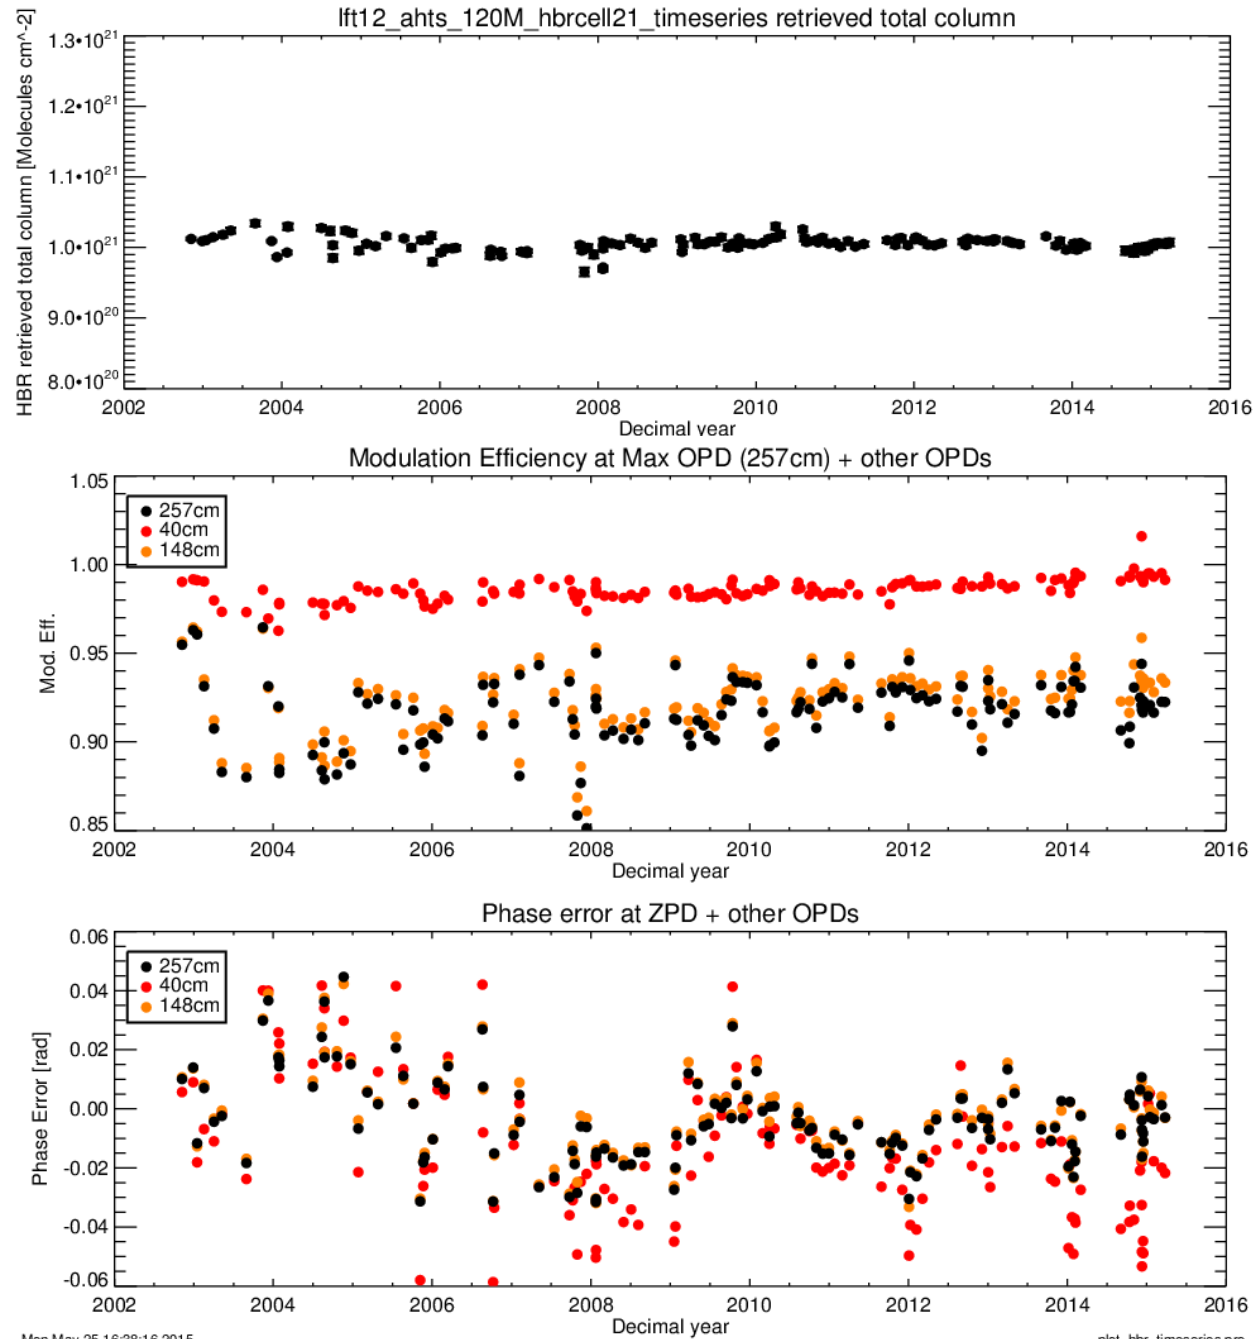 lft12_ahts_120M_hbrcell21_timeseries retrieved total column
HBR retrieved total column [Molecules cm^-2]
1.3•10^21
1.2•10^21
1.1•10^21
1.0•10^21
9.0•10^20
8.0•10^20
2002 2004 2006 2008 2010 2012 2014 2016
Decimal year
Modulation Efficiency at Max OPD (257cm) + other OPDs
Mod. Eff.
1.05
1.00
0.95
0.90
0.85
257cm
40cm
148cm
2002 2004 2006 2008 2010 2012 2014 2016
Decimal year
Phase error at ZPD + other OPDs
Phase Error [rad]
0.06
0.04
0.02
0.00
-0.02
-0.04
-0.06
257cm
40cm
148cm
2002 2004 2006 2008 2010 2012 2014 2016
Decimal year
Mon May 25 16:38:16 2015
plot_hbr_timeseries.pro